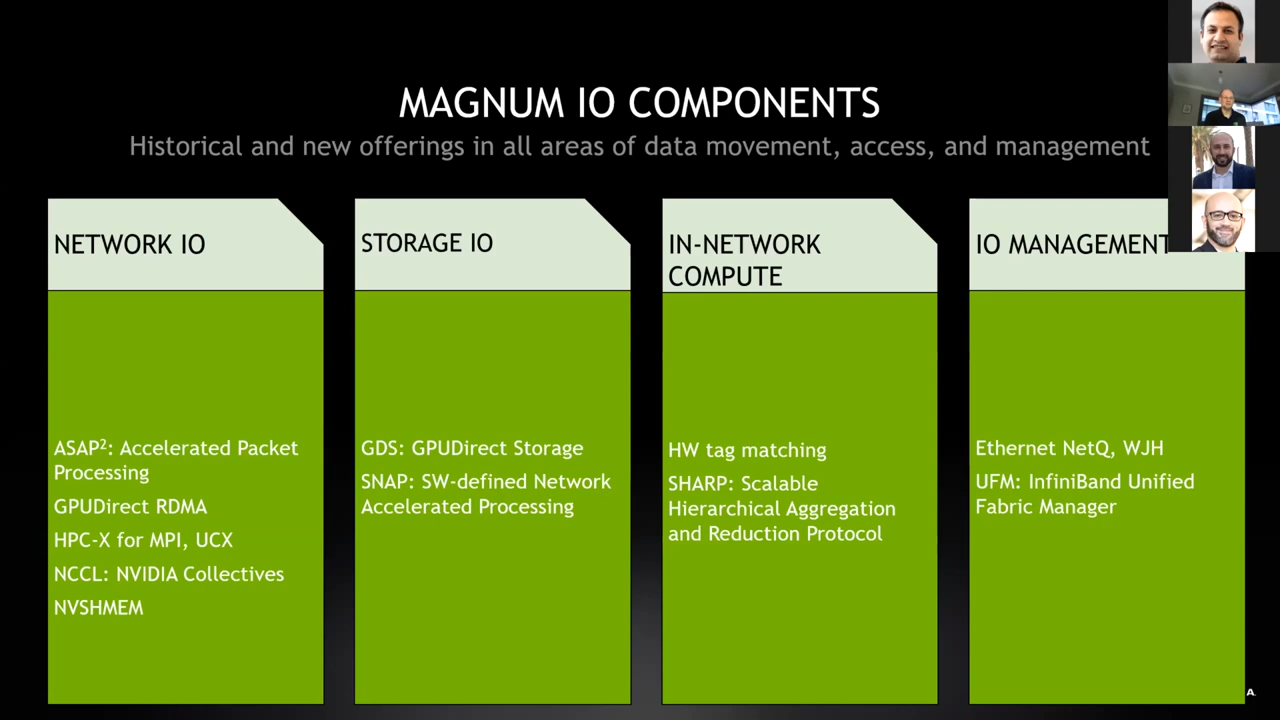 MAGNUM IO COMPONENTS
Historical and new offerings in all areas of data movement, access, and management
NETWORK IO
ASAP²: Accelerated Packet
Processing
GPUDirect RDMA
HPC-X for MPI, UCX
NCCL: NVIDIA Collectives
NVSHMEM
STORAGE IO
GDS: GPUDirect Storage
SNAP: SW-defined Network
Accelerated Processing
IN-NETWORK
COMPUTE
HW tag matching
SHARP: Scalable
Hierarchical Aggregation
and Reduction Protocol
IO MANAGEMENT
Ethernet NetQ, WJH
UFM: InfiniBand Unified
Fabric Manager
A.